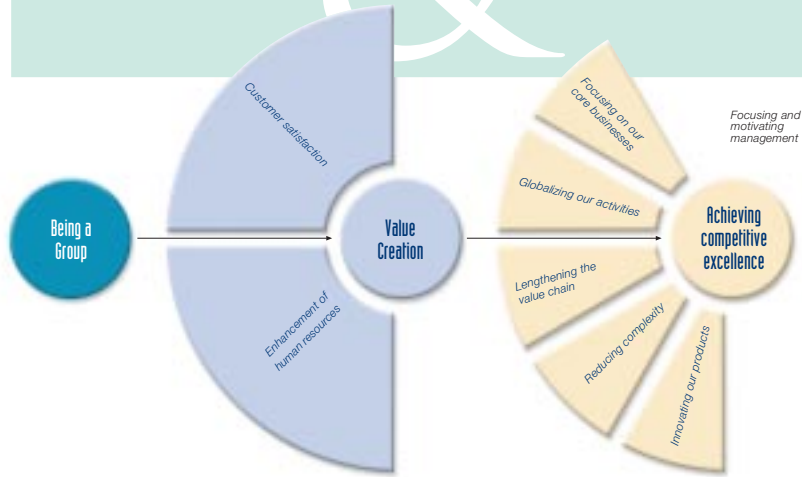 Being a
Group
Customer satisfaction
Enhancement of
human resources
Value
Creation
Focusing on our
core businesses
Globalizing our activities
Lengthening the
value chain
Reducing complexity
Innovating our products
Focusing and
motivating
management
Achieving
competitive
excellence